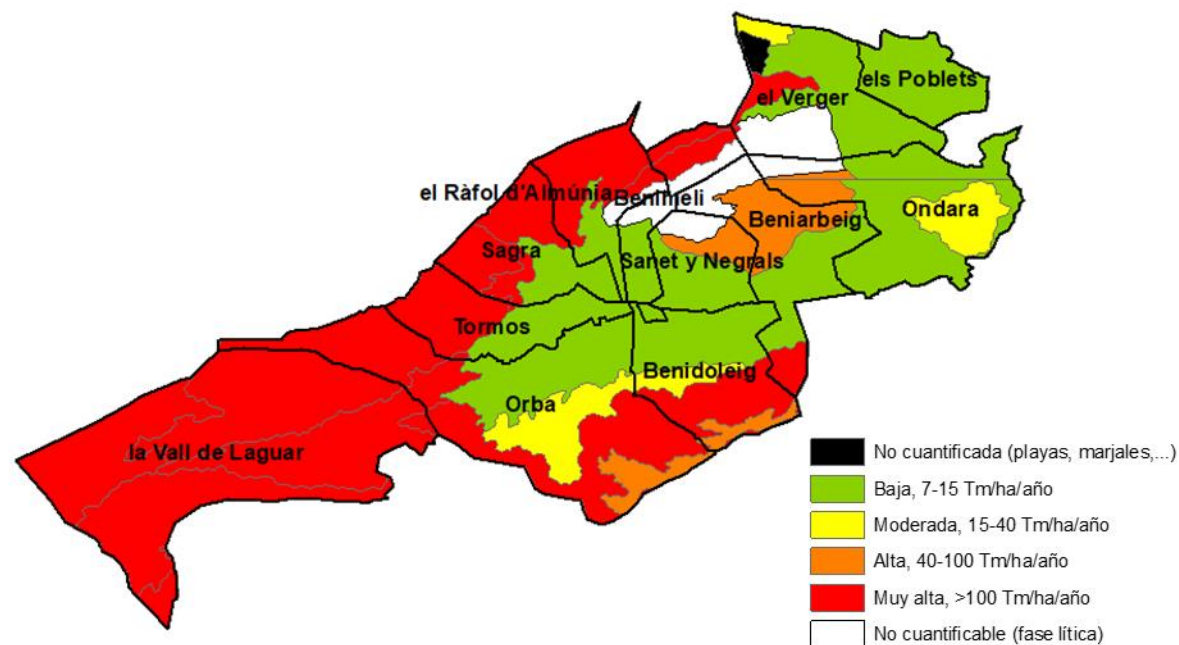 els Poblets
el Verger
el Ràfol d'Almúnia
Benimeli
Ondara
Beniarbeig
Sagra
Sanet y Negrals
Tormos
Benidoleig
Orba
la Vall de Laguar
No cuantificada (playas, marjales,...)
Baja, 7-15 Tm/ha/año
Moderada, 15-40 Tm/ha/año
Alta, 40-100 Tm/ha/año
Muy alta, >100 Tm/ha/año
No cuantificable (fase lítica)